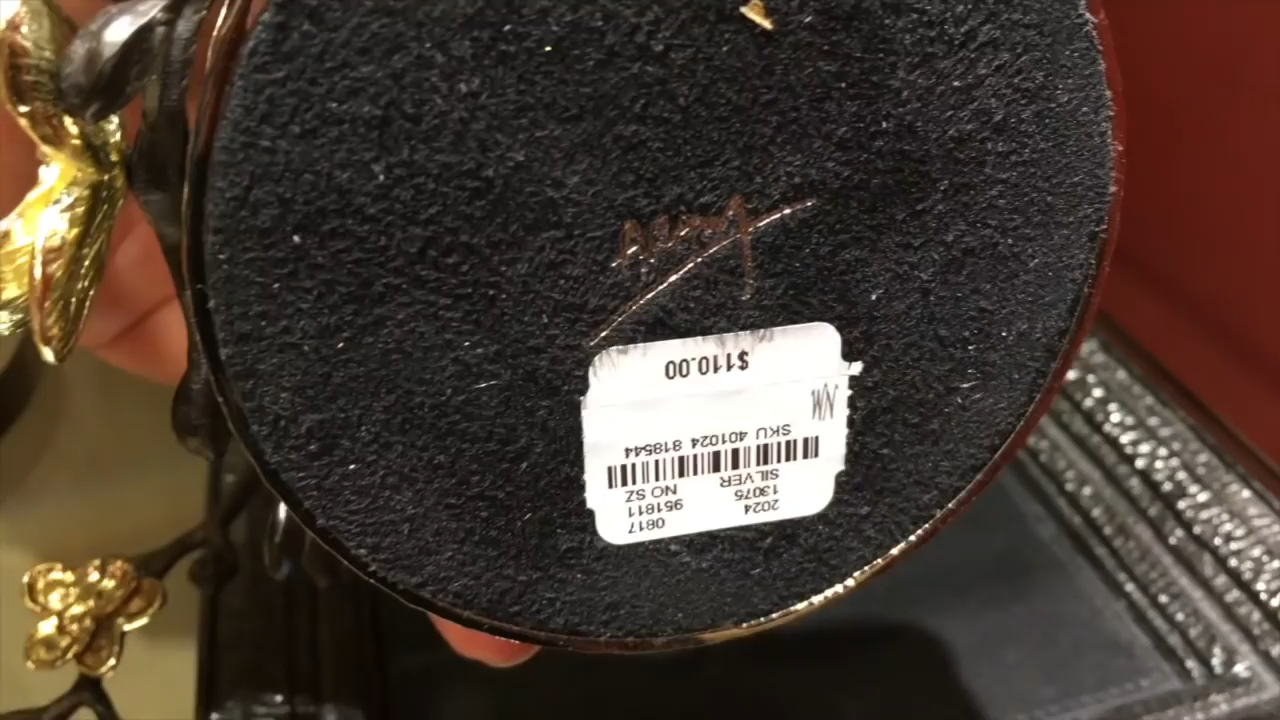 2024 0817
13075 951811
SILVER NO SZ
SKU 401024 818544
NM
$110.00